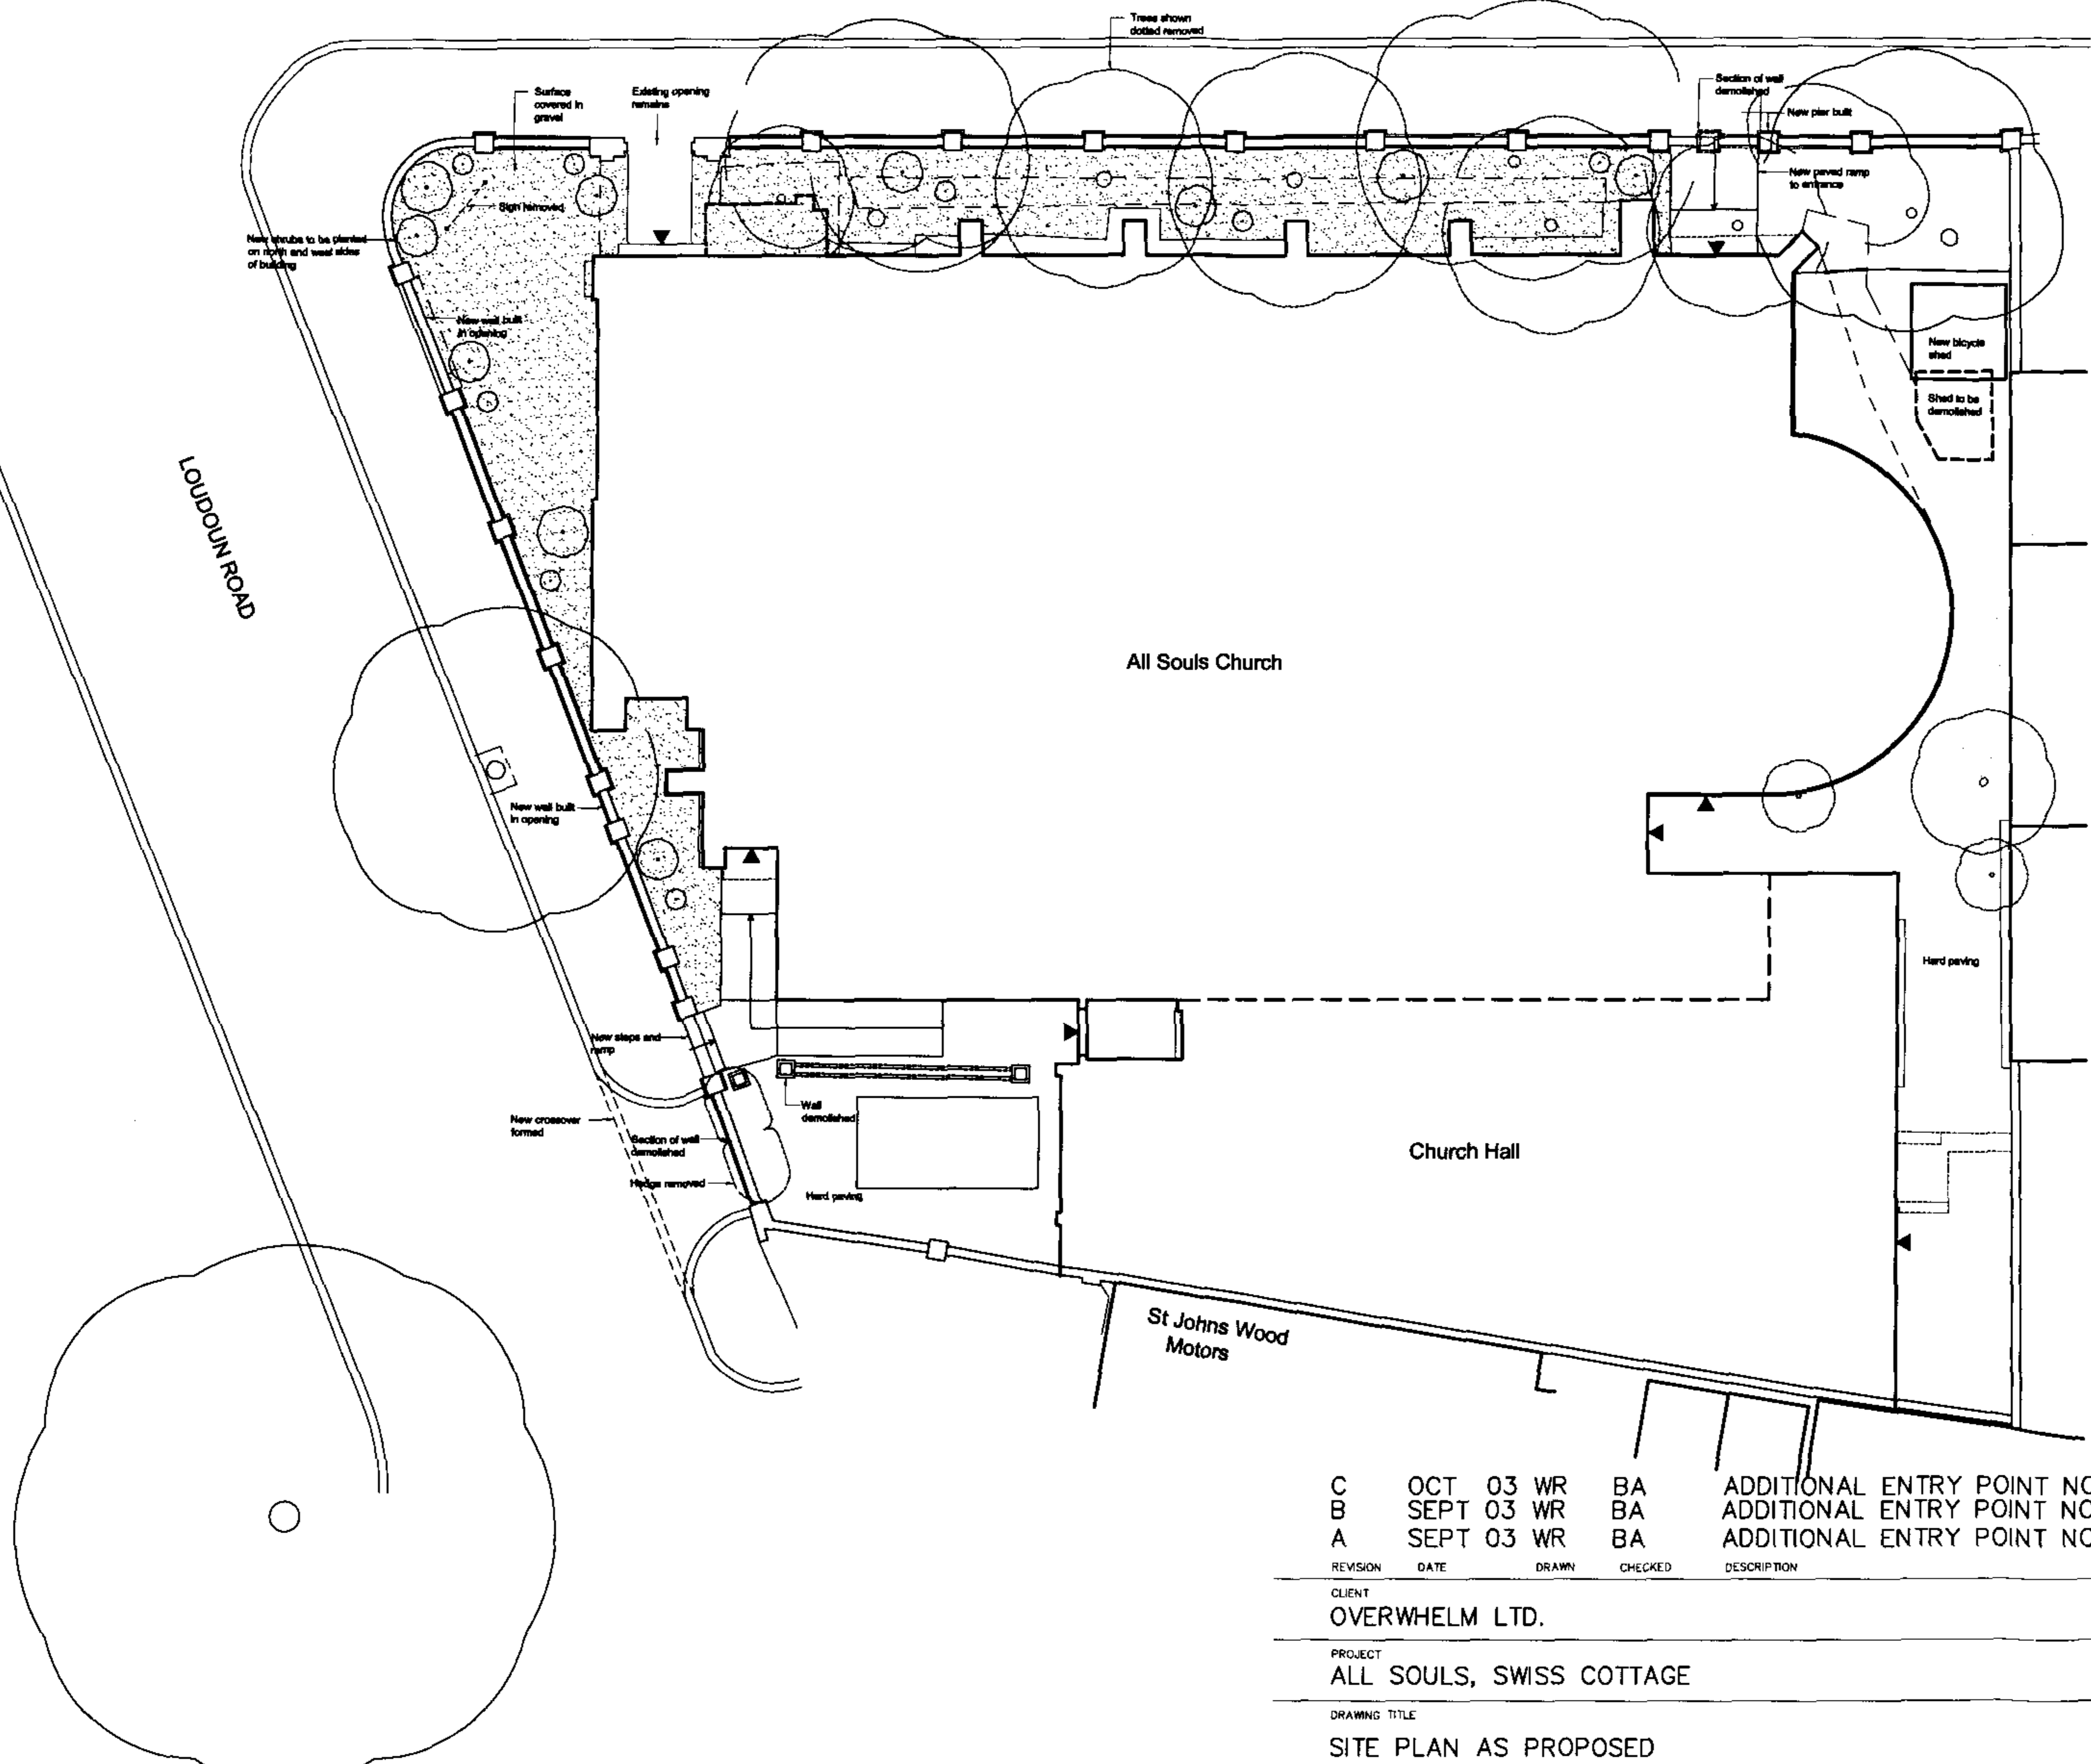 Trees shown
dotted removed
Surface
covered in
gravel
Existing opening
remains
Section of wall
demolished
New pier built
New paved ramp
to entrance
Sign removed
New shrubs to be planted
on north and west sides
of building
New wall built
in opening
New bicycle
shed
Shed to be
demolished
LOUDOUN ROAD
All Souls Church
New wall built
in opening
Hard paving
New steps and
ramp
Wall
demolished
New crossover
formed
Section of wall
demolished
Hedge removed
Hard paving
Church Hall
St Johns Wood
Motors
C OCT 03 WR BA ADDITIONAL ENTRY POINT NO
B SEPT 03 WR BA ADDITIONAL ENTRY POINT NO
A SEPT 03 WR BA ADDITIONAL ENTRY POINT NO
REVISION DATE DRAWN CHECKED DESCRIPTION
CLIENT
OVERWHELM LTD.
PROJECT
ALL SOULS, SWISS COTTAGE
DRAWING TITLE
SITE PLAN AS PROPOSED